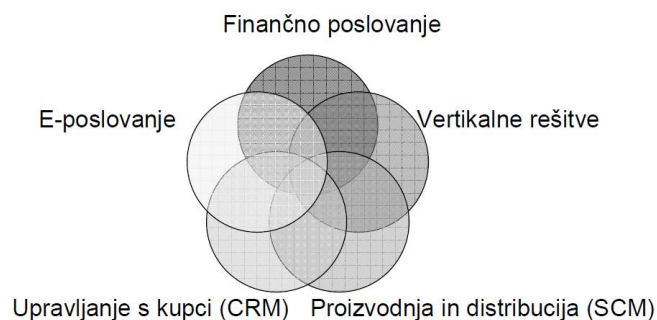 Finančno poslovanje
E-poslovanje
Vertikalne rešitve
Upravljanje s kupci (CRM)
Proizvodnja in distribucija (SCM)